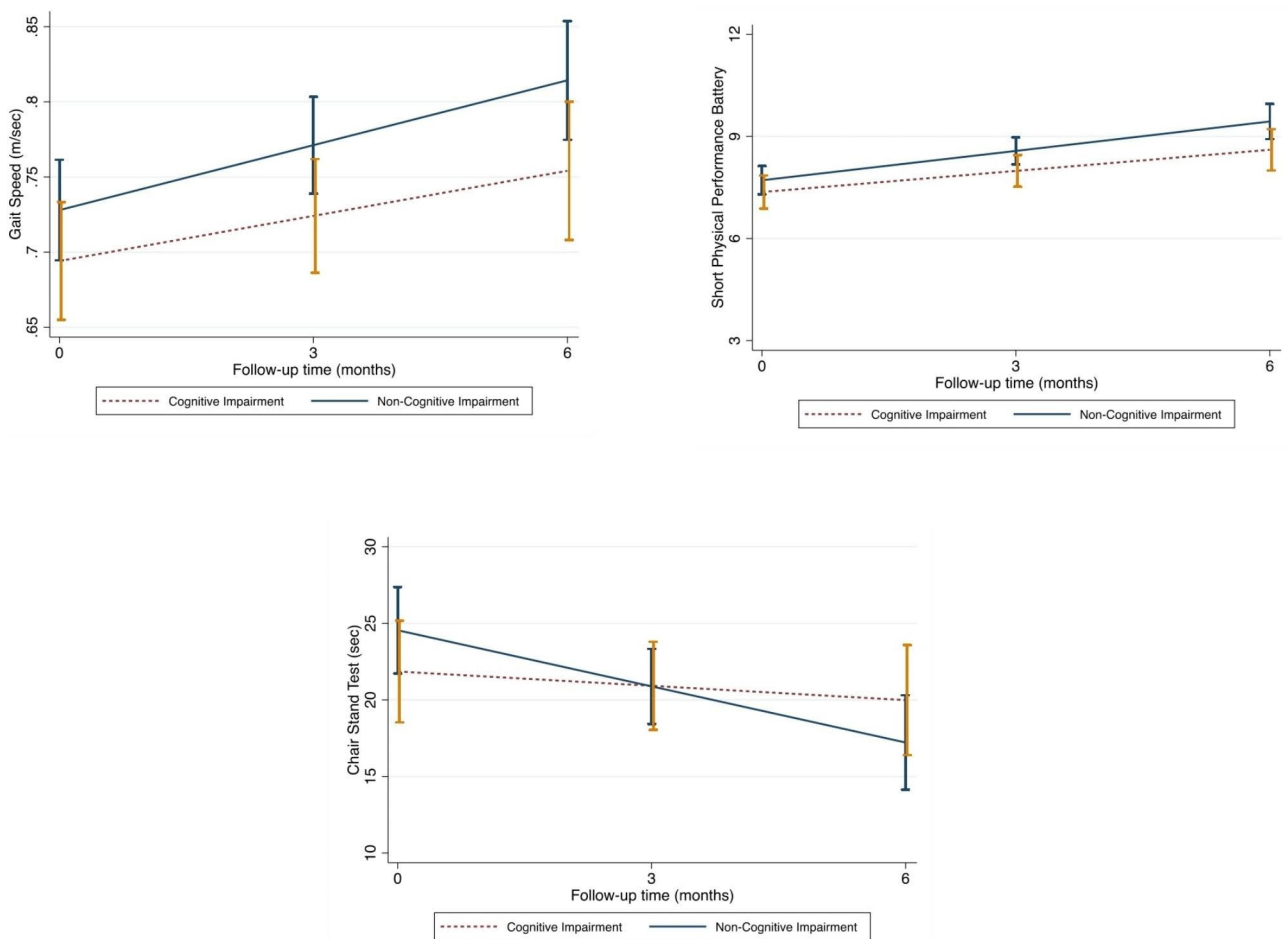 Gait Speed (m/sec)
.85
.8
.75
.7
.65
0 3 6
Follow-up time (months)
Cognitive Impairment Non-Cognitive Impairment
Short Physical Performance Battery
12
9
6
3
0 3 6
Follow-up time (months)
Cognitive Impairment Non-Cognitive Impairment
Chair Stand Test (sec)
30
25
20
15
10
0 3 6
Follow-up time (months)
Cognitive Impairment Non-Cognitive Impairment